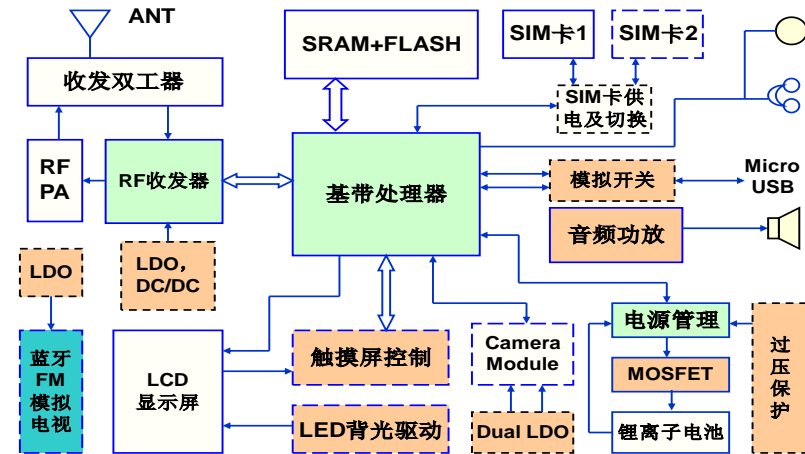 ANT
SRAM+FLASH
SIM卡1
SIM卡2
收发双工器
SIM卡供
电及切换
RF
PA
RF收发器
基带处理器
模拟开关
Micro
USB
音频功放
LDO
LDO，
DC/DC
电源管理
过
压
保
护
蓝牙
FM
模拟
电视
LCD
显示屏
触摸屏控制
Camera
Module
MOSFET
LED背光驱动
Dual LDO
锂离子电池